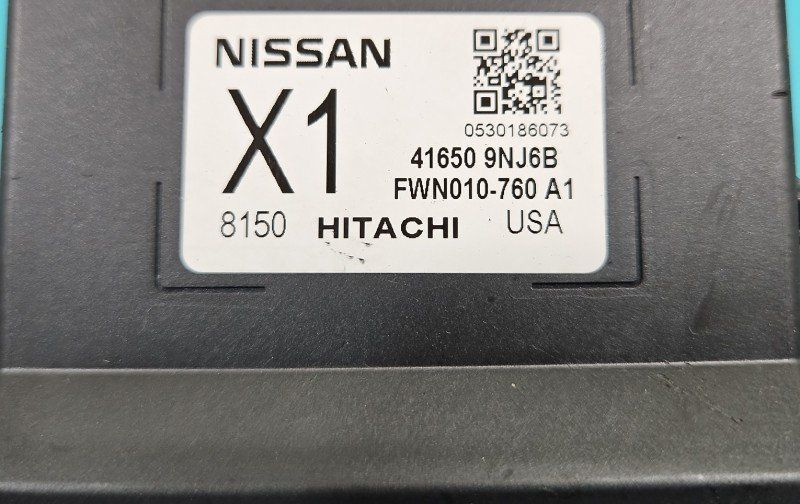 NISSAN
X1
0530186073
41650 9NJ6B
FWN010-760 A1
8150 HITACHI USA